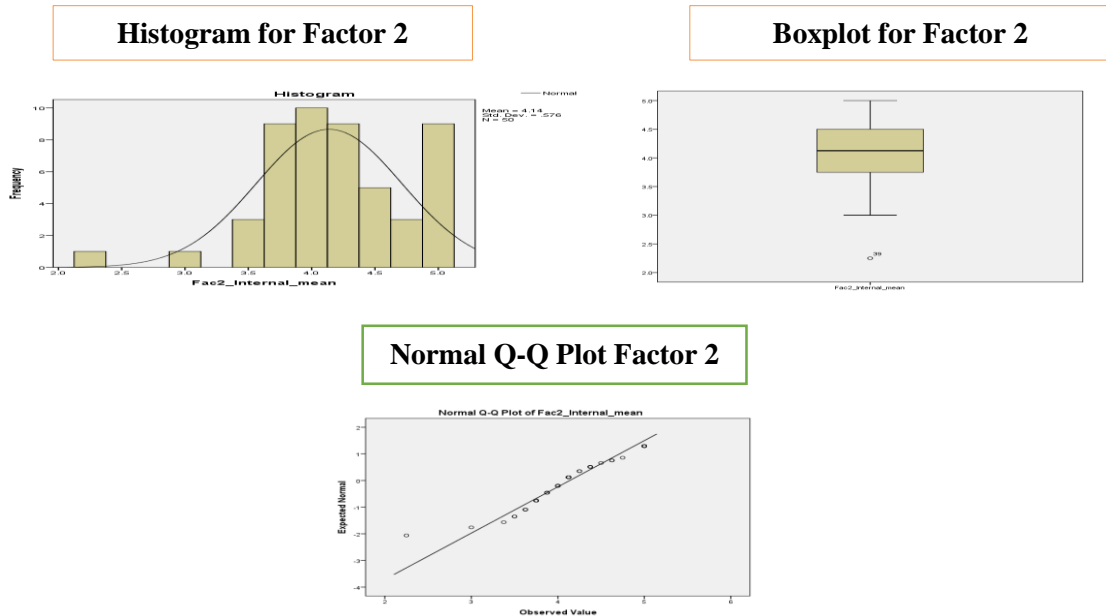 Histogram for Factor 2
Boxplot for Factor 2
Histogram
Normal
Mean = 4.14
Std. Dev. = .576
N = 50
Frequency
10
8
6
4
2
0
2.0 2.5 3.0 3.5 4.0 4.5 5.0
Fac2_Internal_mean
5.0
4.5
4.0
3.5
3.0
2.5
2.0
39
Fac2_Internal_mean
Normal Q-Q Plot Factor 2
Normal Q-Q Plot of Fac2_Internal_mean
Expected Normal
2
1
0
-1
-2
-3
-4
2 3 4 5 6
Observed Value